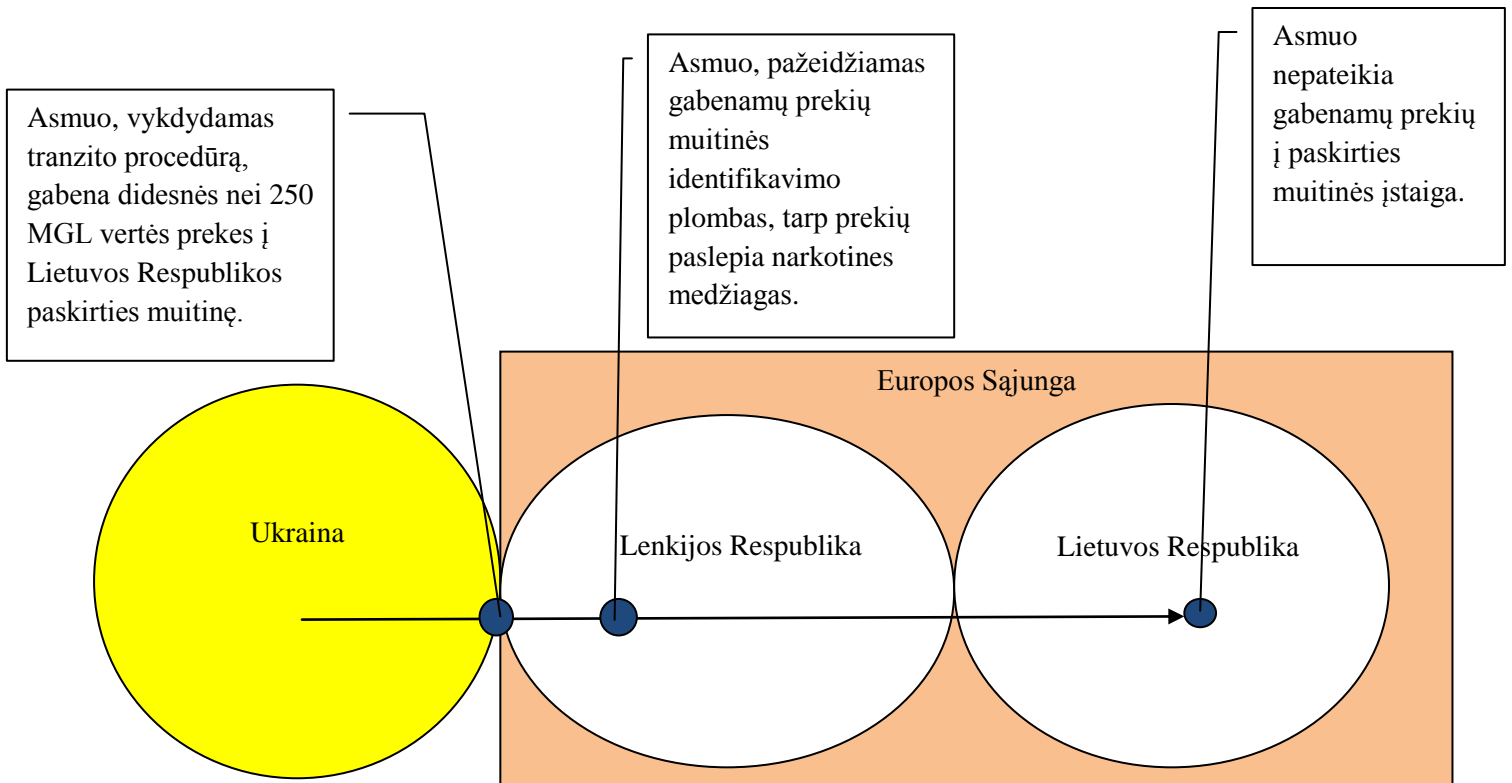 Asmuo, vykdydamas
tranzito procedūrą,
gabena didesnės nei 250
MGL vertės prekes į
Lietuvos Respublikos
paskirties muitinę.
Asmuo, pažeidžiamas
gabenamų prekių
muitinės
identifikavimo
plombas, tarp prekių
paslepia narkotines
medžiagas.
Asmuo
nepateikia
gabenamų prekių
į paskirties
muitinės įstaiga.
Europos Sąjunga
Ukraina
Lenkijos Respublika
Lietuvos Respublika